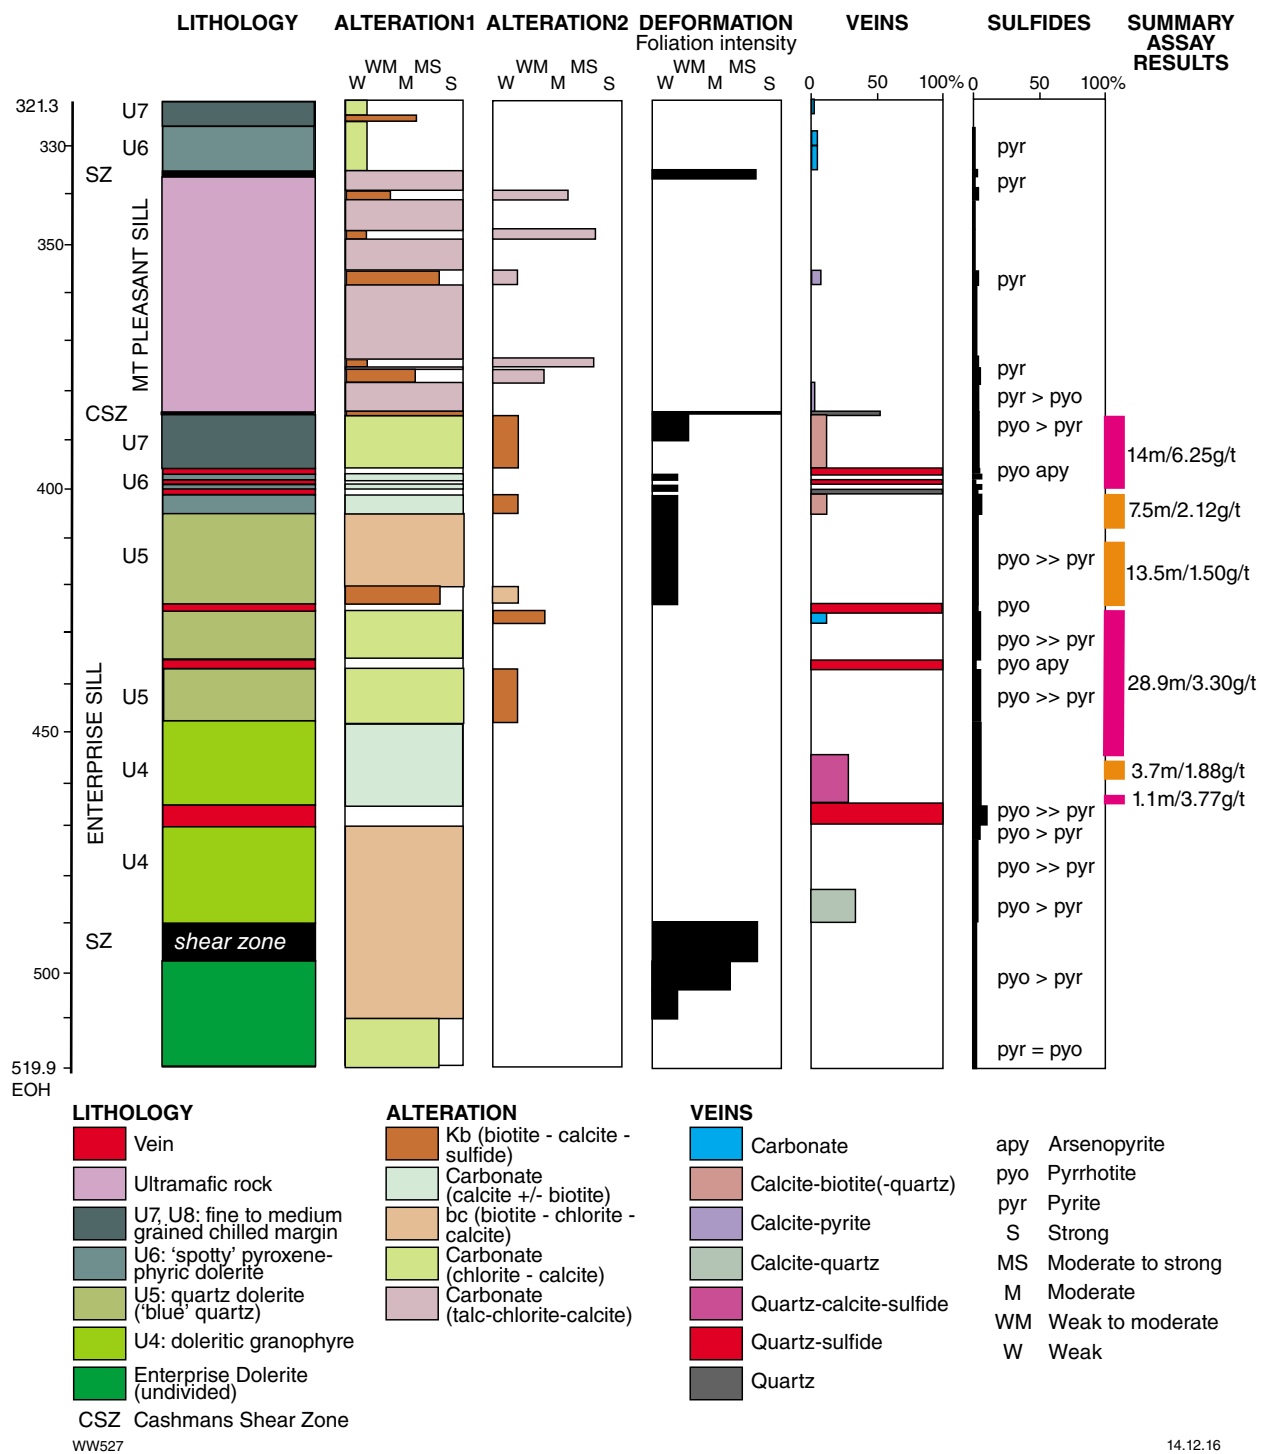 LITHOLOGY ALTERATION1 ALTERATION2 DEFORMATION VEINS SULFIDES SUMMARY
Foliation intensity ASSAY
RESULTS
WM MS WM MS WM MS
W M S W M S W M S 0 50 100% 0 50 100%
321.3
U7
330
U6
pyr
SZ
pyr
MT PLEASANT SILL
350
pyr
pyr
pyr > pyo
CSZ
pyo > pyr
U7
14m/6.25g/t
pyo apy
U6
400
7.5m/2.12g/t
U5
pyo >> pyr
13.5m/1.50g/t
pyo
pyo >> pyr
pyo apy
28.9m/3.30g/t
ENTERPRISE SILL
U5
pyo >> pyr
450
U4
3.7m/1.88g/t
1.1m/3.77g/t
pyo >> pyr
pyo > pyr
U4
pyo >> pyr
pyo > pyr
SZ
shear zone
500
pyo > pyr
pyr = pyo
519.9
EOH
LITHOLOGY
Vein
Ultramafic rock
U7, U8: fine to medium
grained chilled margin
U6: ‘spotty’ pyroxene-
phyric dolerite
U5: quartz dolerite
(‘blue’ quartz)
U4: doleritic granophyre
Enterprise Dolerite
(undivided)
CSZ Cashmans Shear Zone
ALTERATION
Kb (biotite - calcite -
sulfide)
Carbonate
(calcite +/- biotite)
bc (biotite - chlorite -
calcite)
Carbonate
(chlorite - calcite)
Carbonate
(talc-chlorite-calcite)
VEINS
Carbonate
Calcite-biotite(-quartz)
Calcite-pyrite
Calcite-quartz
Quartz-calcite-sulfide
Quartz-sulfide
Quartz
apy Arsenopyrite
pyo Pyrrhotite
pyr Pyrite
S Strong
MS Moderate to strong
M Moderate
WM Weak to moderate
W Weak
WW527
14.12.16